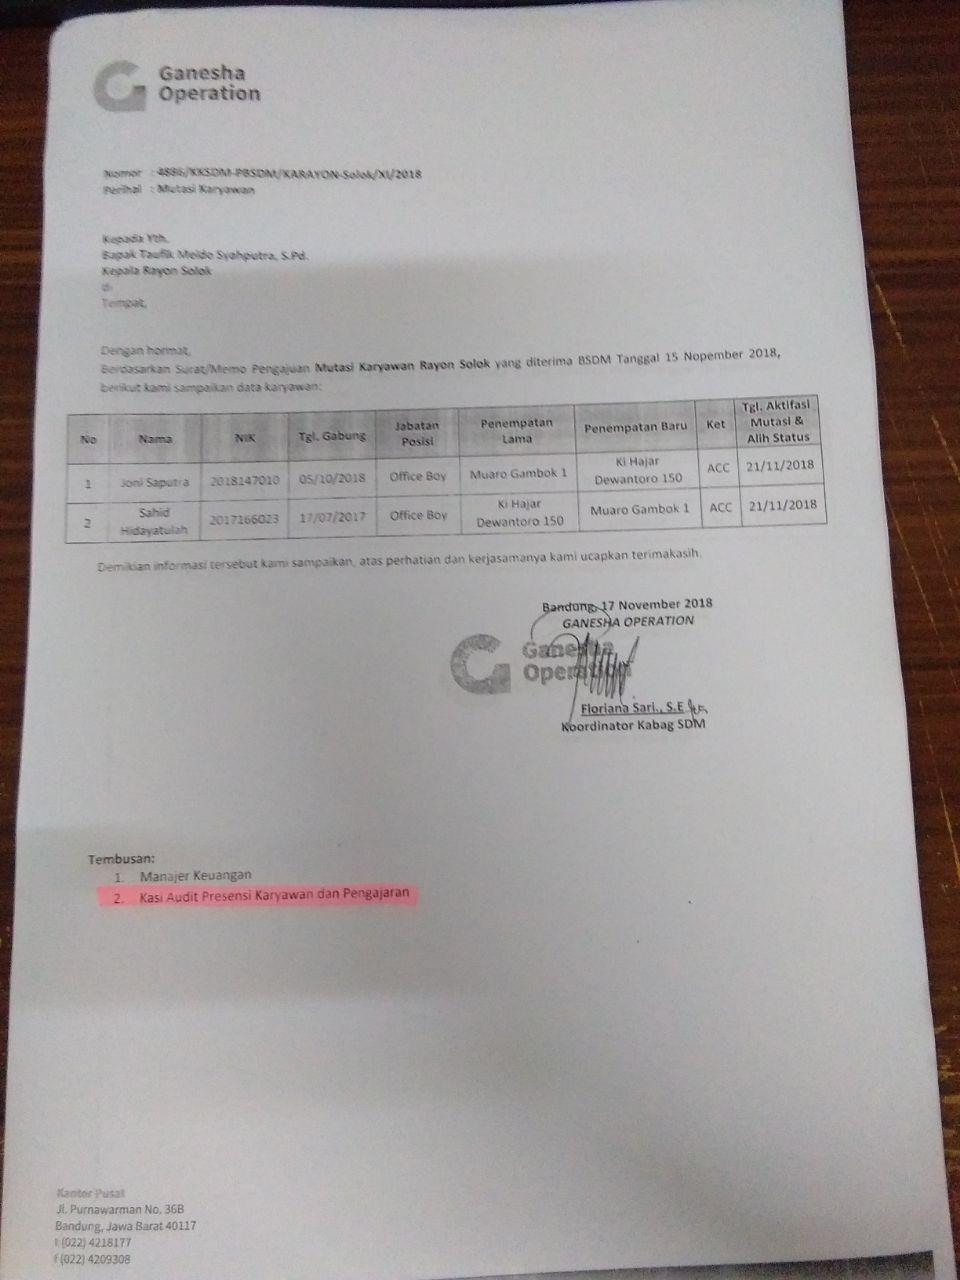 Ganesha
Operation
Nomor : 4886/KKSDM-PBSDM/KARAYON-Solok/XI/2018
Perihal : Mutasi Karyawan
Kepada Yth,
Bapak Taufik Meldo Syahputra, S.Pd.
Kepala Rayon Solok
di
Tempat,
Dengan hormat,
Berdasarkan Surat/Memo Pengajuan Mutasi Karyawan Rayon Solok yang diterima BSDM Tanggal 15 Nopember 2018,
berikut kami sampaikan data karyawan:
No Nama NIK Tgl. Gabung Jabatan Posisi Penempatan Lama Penempatan Baru Ket Tgl. Aktifasi Mutasi & Alih Status
1 Joni Saputra 2018147010 05/10/2018 Office Boy Muaro Gambok 1 Ki Hajar Dewantoro 150 ACC 21/11/2018
2 Sahid Hidayatulah 2017166023 17/07/2017 Office Boy Ki Hajar Dewantoro 150 Muaro Gambok 1 ACC 21/11/2018
Demikian informasi tersebut kami sampaikan, atas perhatian dan kerjasamanya kami ucapkan terimakasih.
Bandung, 17 November 2018
GANESHA OPERATION
Ganesha
Operation
Floriana Sari., S.E
Koordinator Kabag SDM
Tembusan:
1. Manajer Keuangan
2. Kasi Audit Presensi Karyawan dan Pengajaran
Kantor Pusat
Jl. Purnawarman No. 36B
Bandung, Jawa Barat 40117
t (022) 4218177
f (022) 4209308